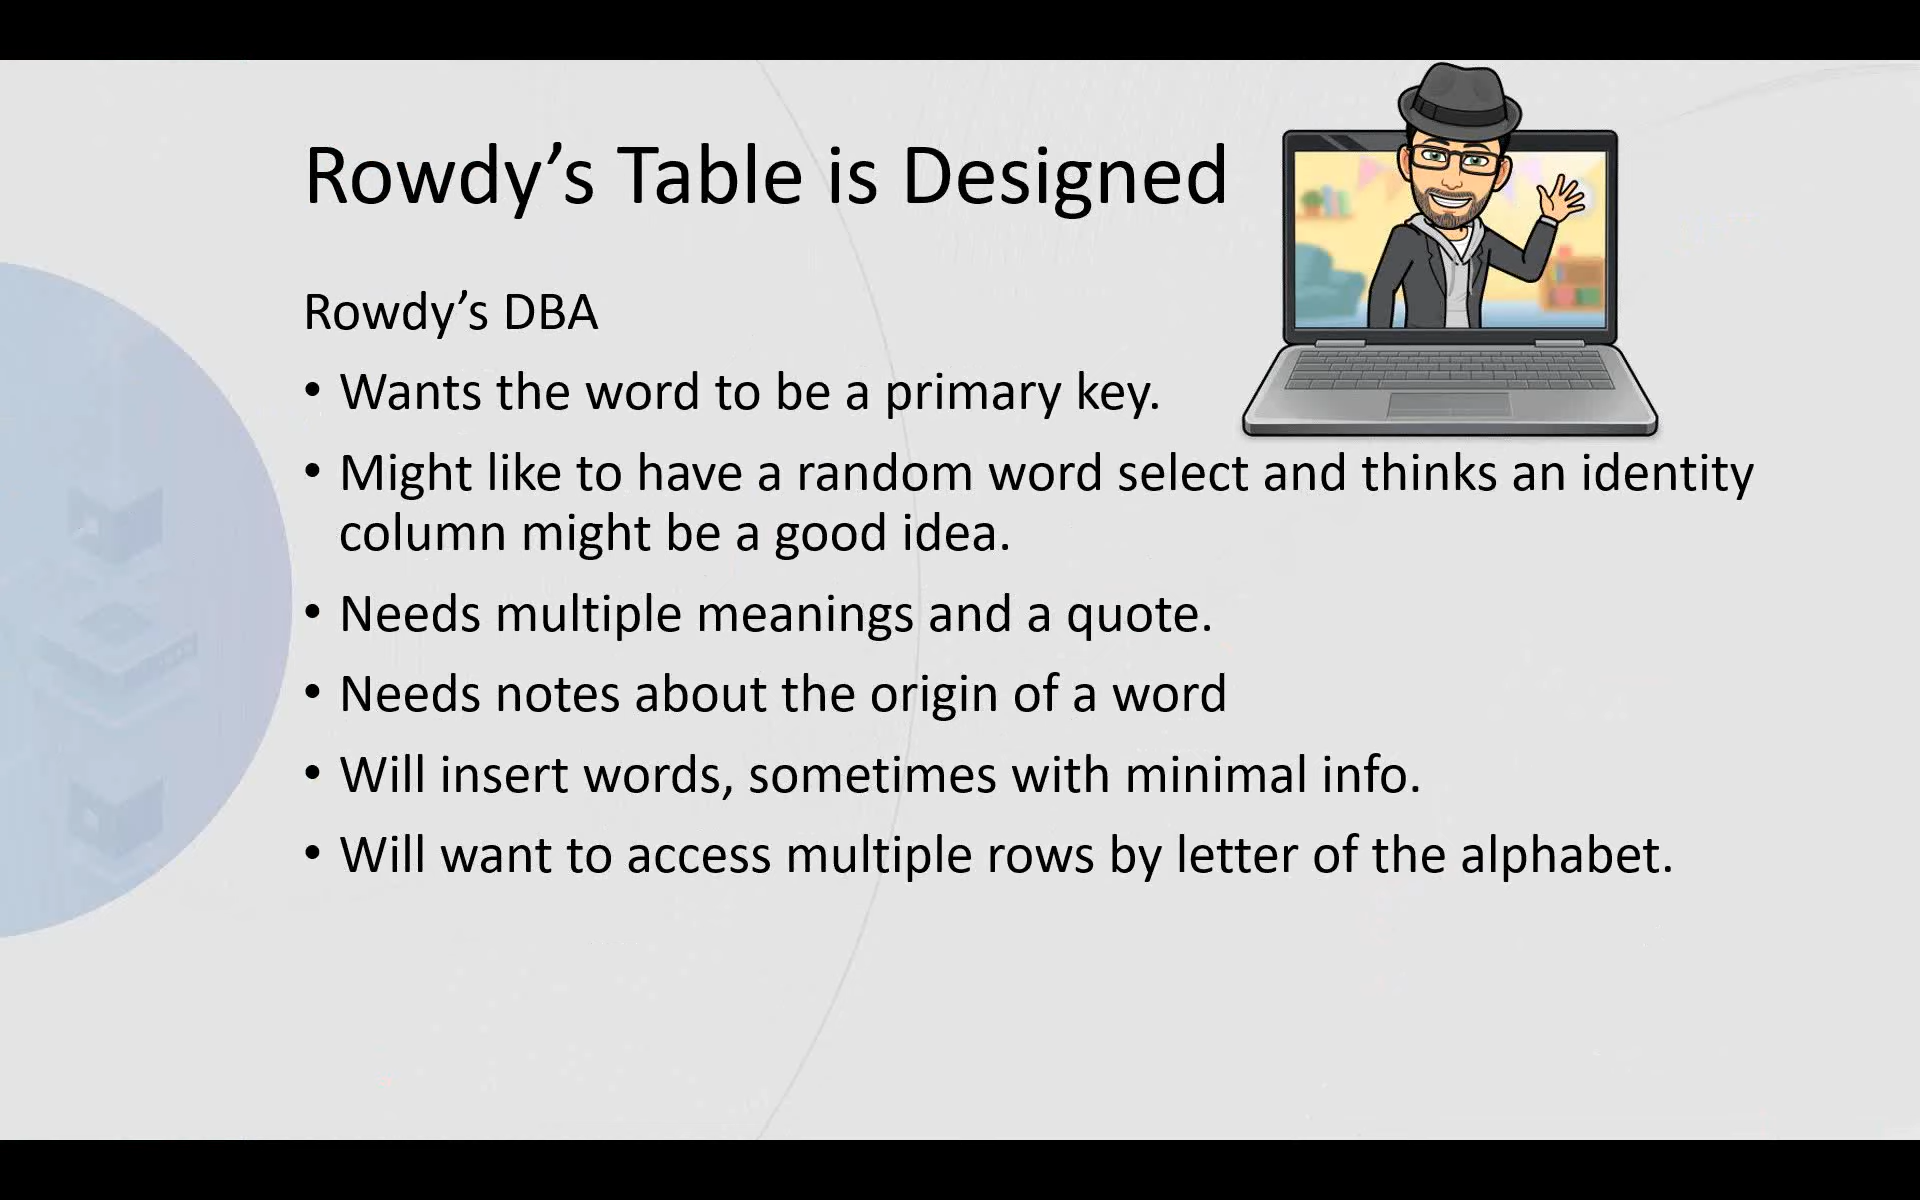 Rowdy’s Table is Designed
Rowdy’s DBA
• Wants the word to be a primary key.
• Might like to have a random word select and thinks an identity
column might be a good idea.
• Needs multiple meanings and a quote.
• Needs notes about the origin of a word
• Will insert words, sometimes with minimal info.
• Will want to access multiple rows by letter of the alphabet.